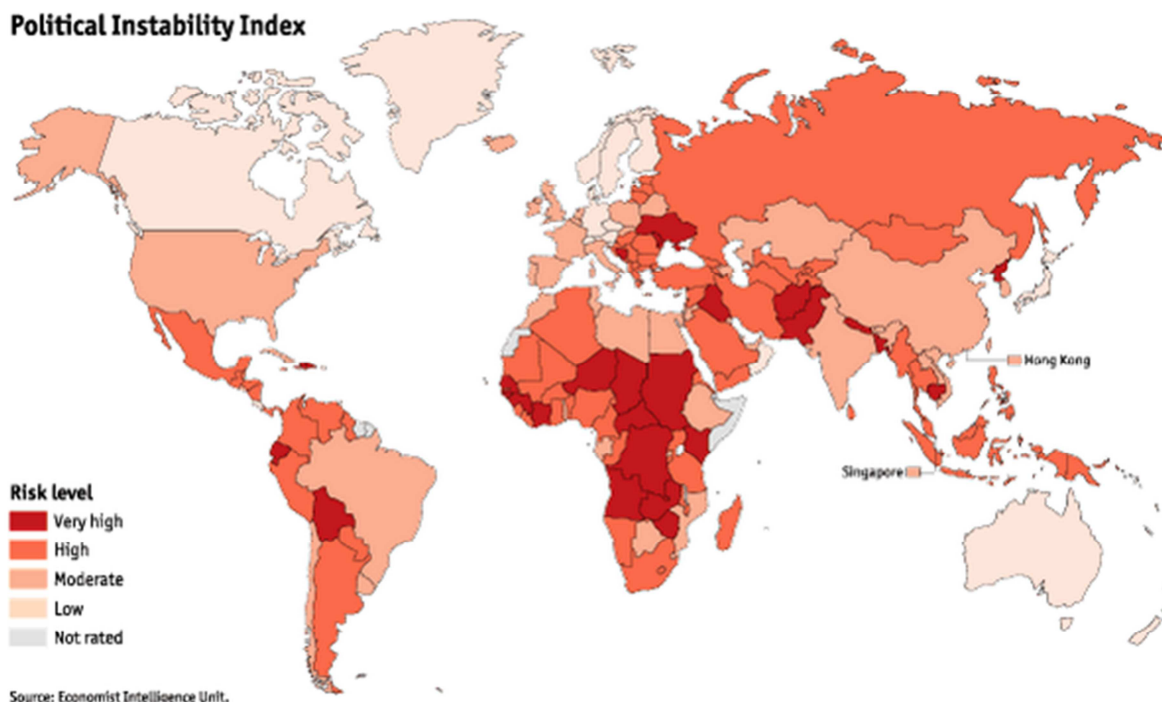 Political Instability Index
Hong Kong
Singapore
Risk level
Very high
High
Moderate
Low
Not rated
Source: Economist Intelligence Unit.